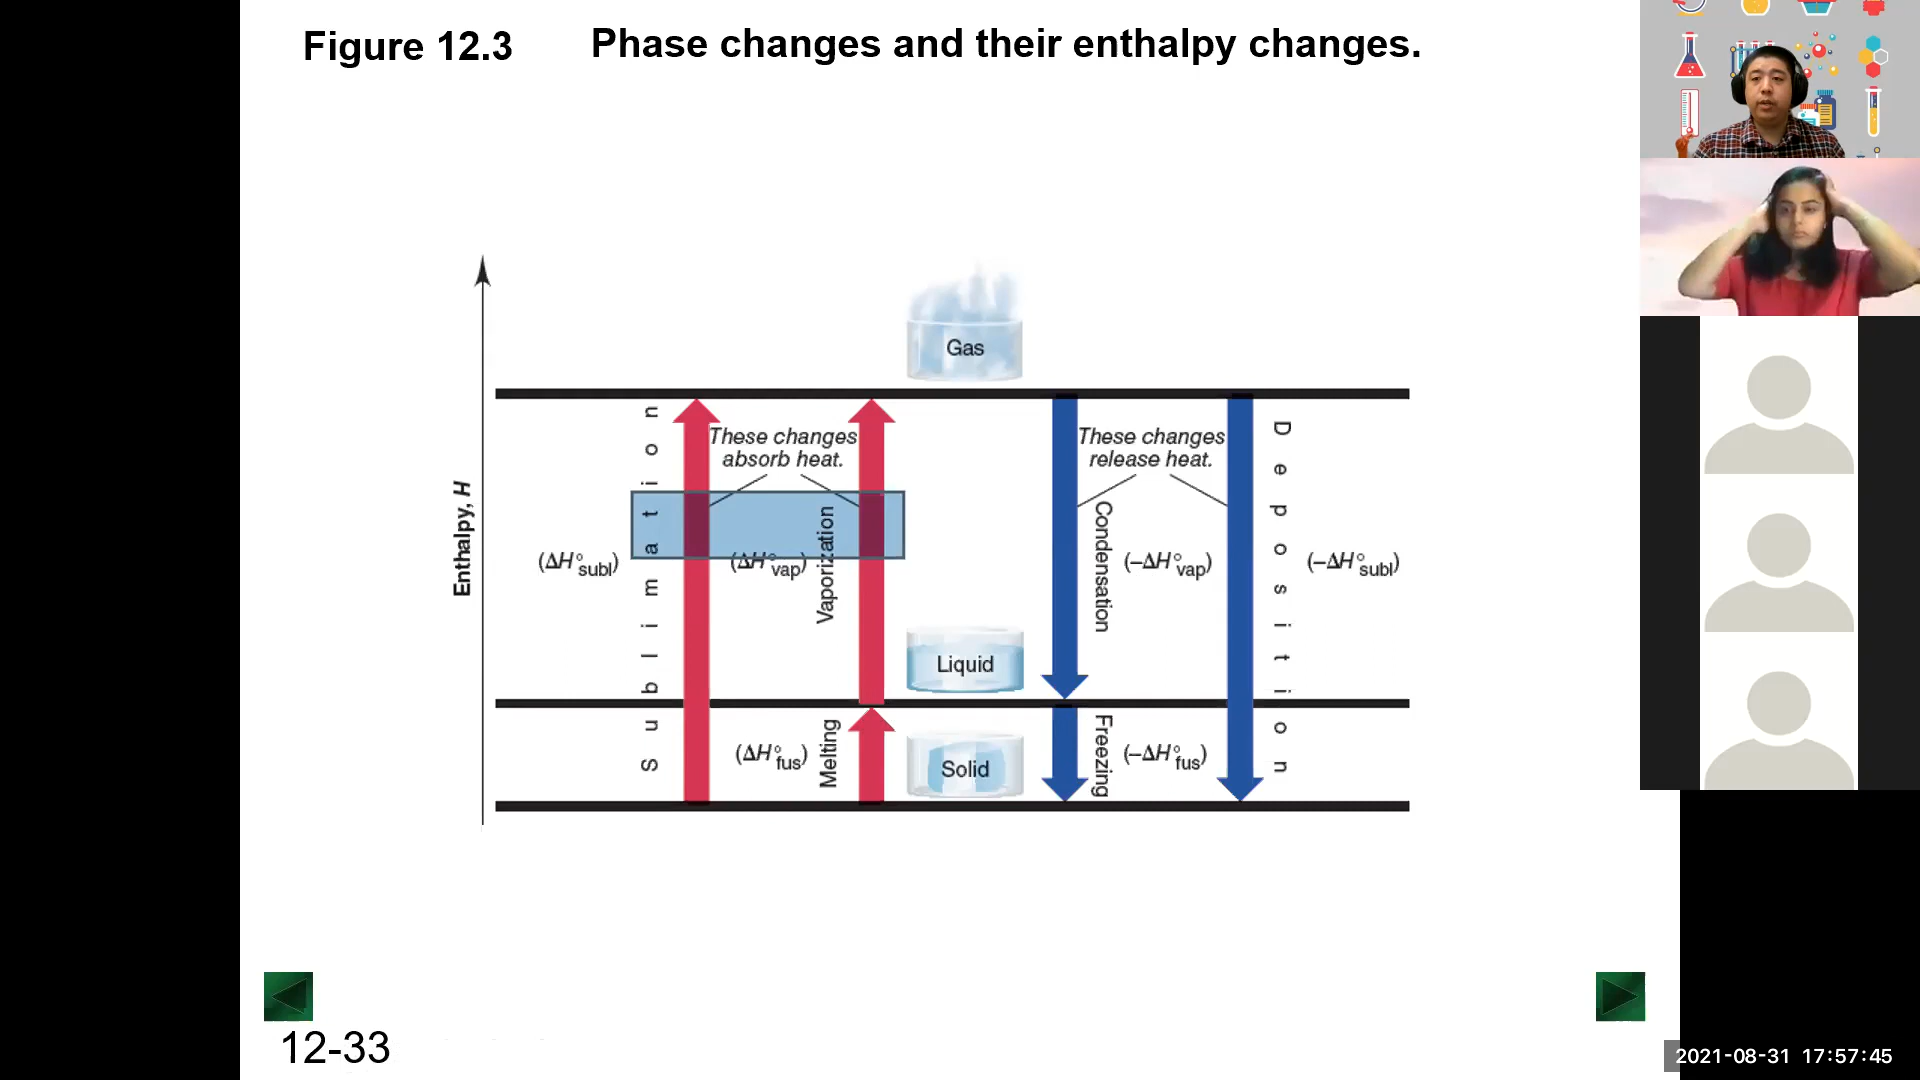 Figure 12.3
Phase changes and their enthalpy changes.
Gas
Sublimation
These changes
absorb heat.
These changes
release heat.
Deposition
Enthalpy, H
(ΔH°subl)
(ΔH°vap)
Vaporization
Condensation
(–ΔH°vap)
(–ΔH°subl)
Liquid
(ΔH°fus)
Melting
Solid
Freezing
(–ΔH°fus)
12-33
2021-08-31 17:57:45